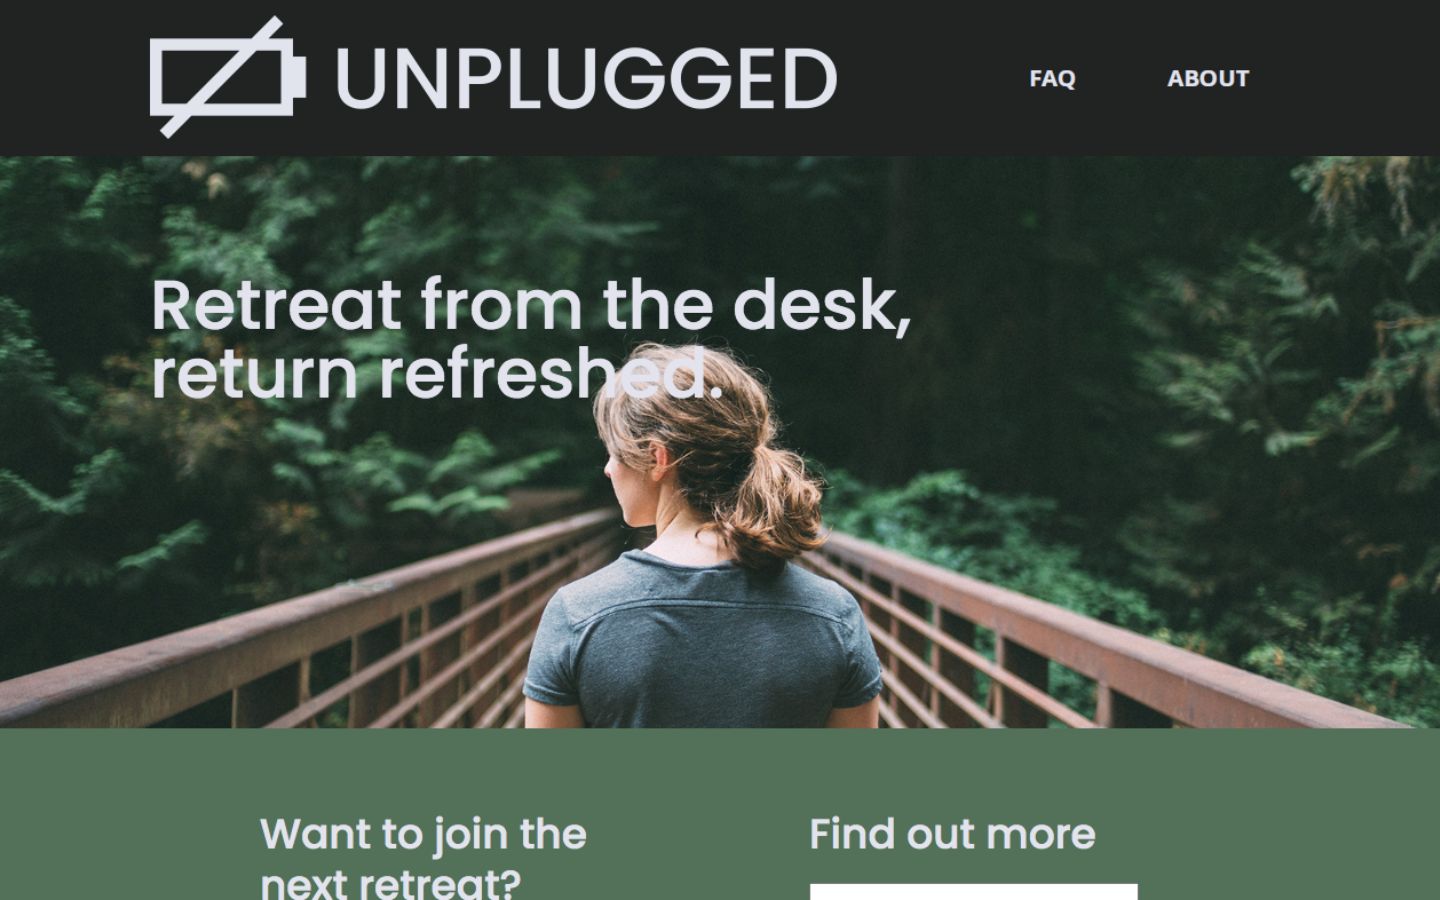 UNPLUGGED
FAQ
ABOUT
Retreat from the desk,
return refreshed.
Want to join the
next retreat?
Find out more